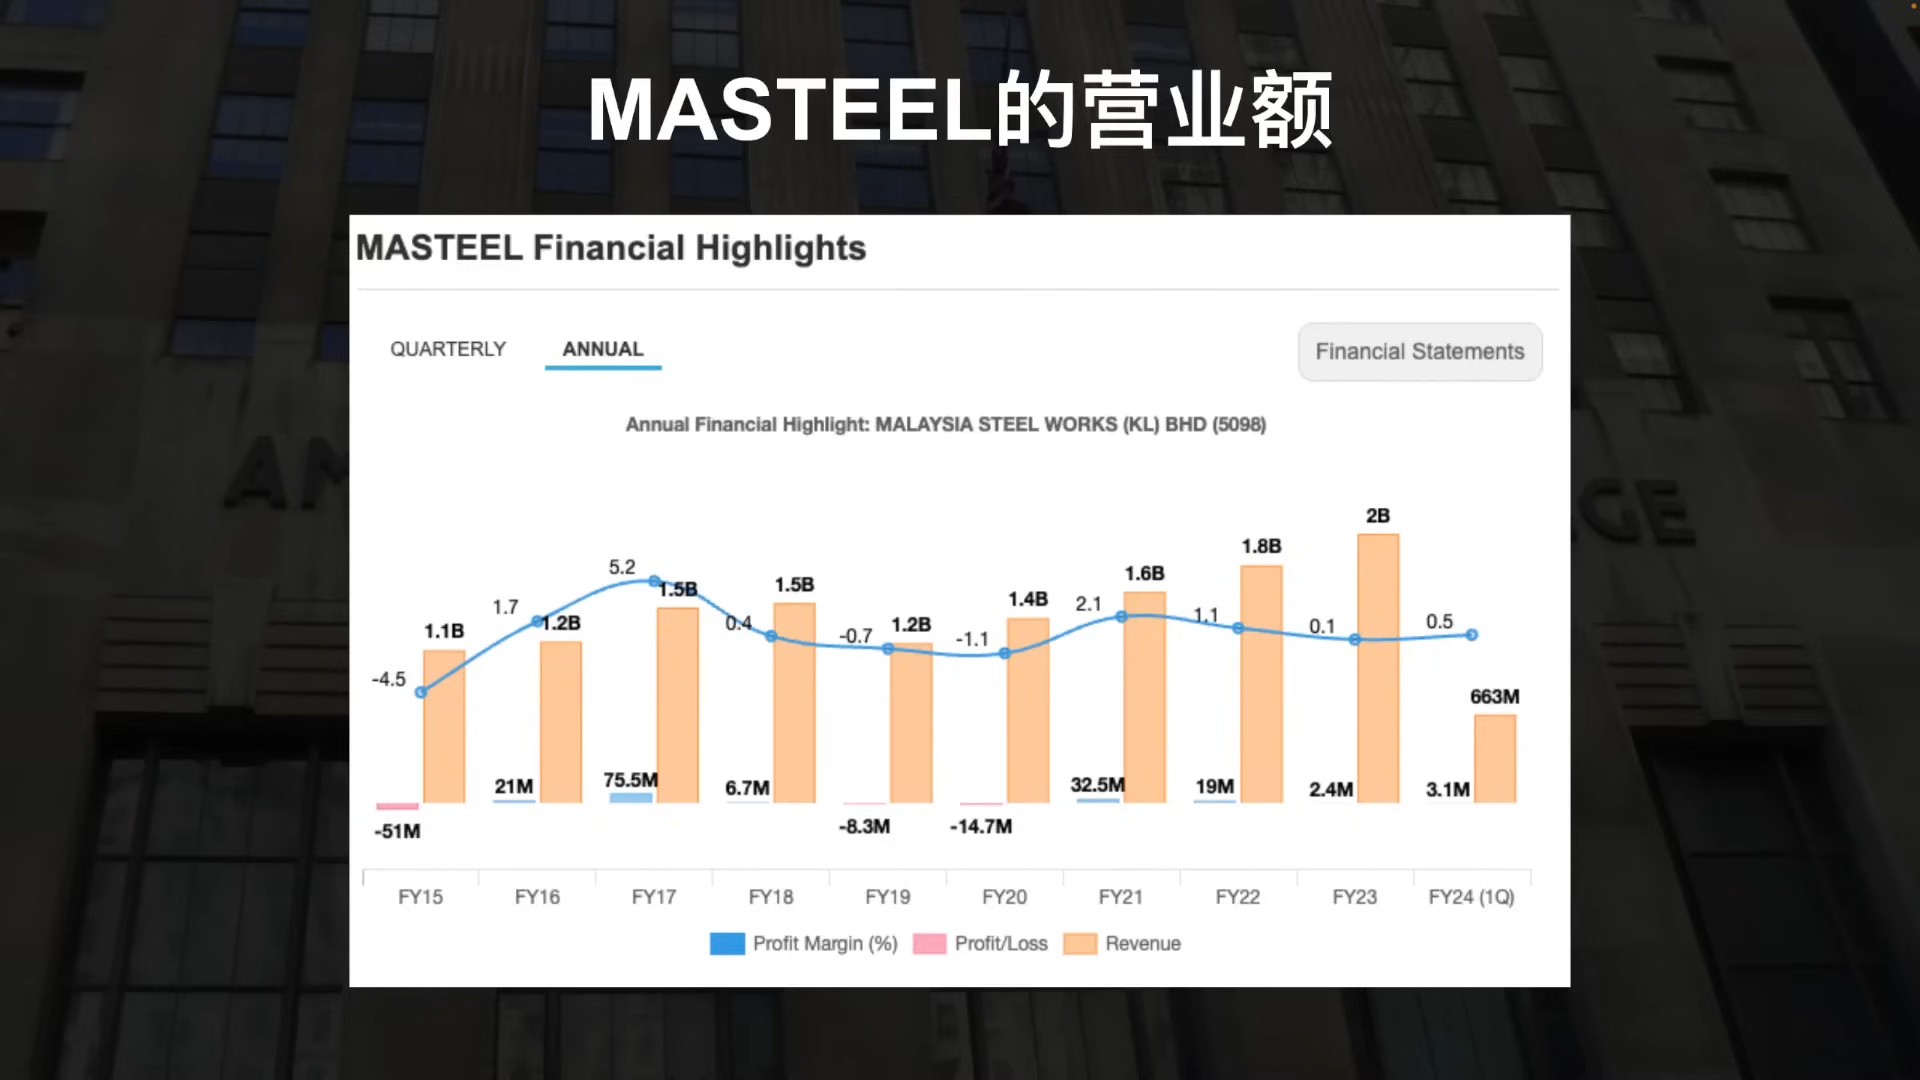 MASTEEL的营业额
MASTEEL Financial Highlights
QUARTERLY ANNUAL Financial Statements
Annual Financial Highlight: MALAYSIA STEEL WORKS (KL) BHD (5098)
2B
1.8B
5.2 1.5B 1.5B 1.6B
1.7 1.2B 0.4 -0.7 1.2B -1.1 1.4B 2.1 1.1 0.1 0.5
-4.5 1.1B
663M
21M 75.5M 6.7M 32.5M 19M 2.4M 3.1M
-51M -8.3M -14.7M
FY15 FY16 FY17 FY18 FY19 FY20 FY21 FY22 FY23 FY24 (1Q)
Profit Margin (%) Profit/Loss Revenue